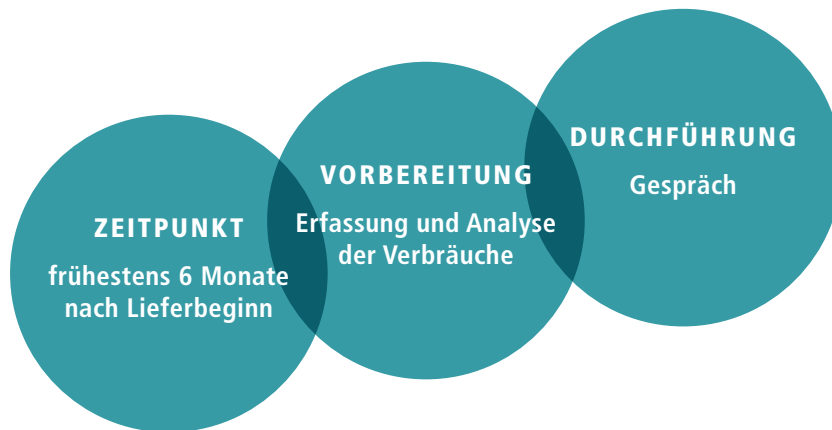 ZEITPUNKT
frühestens 6 Monate
nach Lieferbeginn
VORBEREITUNG
Erfassung und Analyse
der Verbräuche
DURCHFÜHRUNG
Gespräch